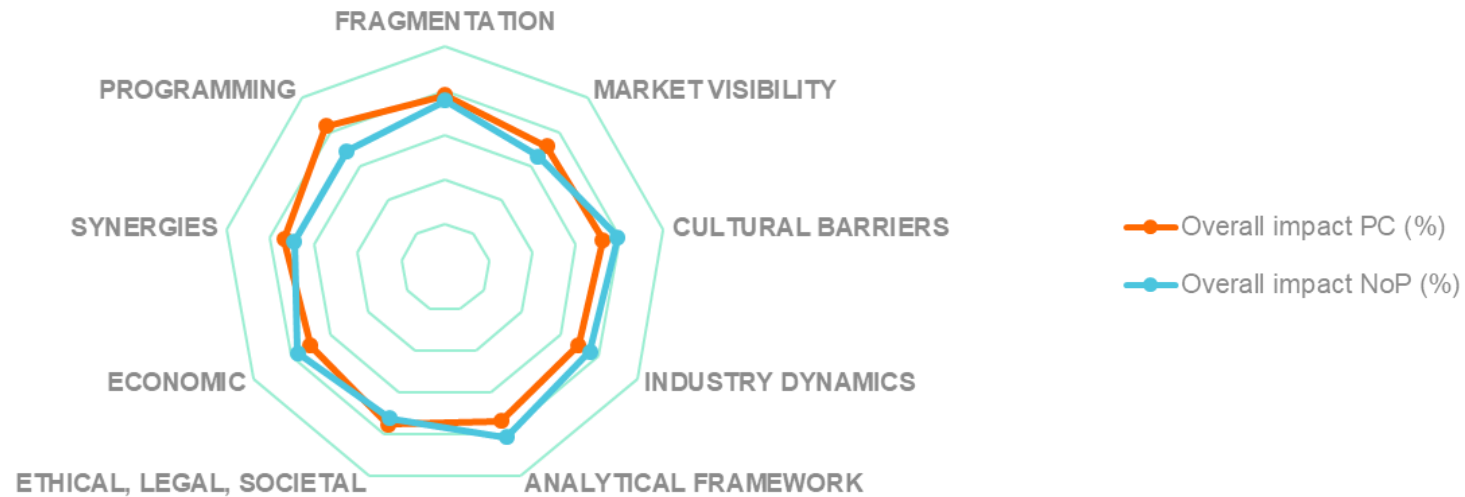 FRAGMENTATION
PROGRAMMING
MARKET VISIBILITY
SYNERGIES
CULTURAL BARRIERS
Overall impact PC (%)
Overall impact NoP (%)
ECONOMIC
INDUSTRY DYNAMICS
ETHICAL, LEGAL, SOCIETAL
ANALYTICAL FRAMEWORK